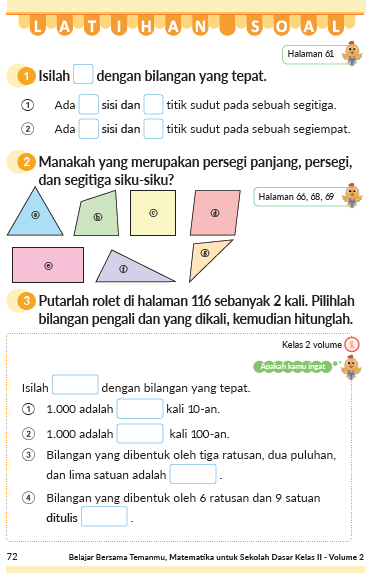 LATIHAN SOAL
Halaman 61
1 Isilah dengan bilangan yang tepat.
① Ada sisi dan titik sudut pada sebuah segitiga.
② Ada sisi dan titik sudut pada sebuah segiempat.
2 Manakah yang merupakan persegi panjang, persegi,
dan segitiga siku-siku?
Halaman 66, 68, 69
ⓐ ⓑ ⓒ ⓓ
ⓔ ⓕ ⓖ
3 Putarlah rolet di halaman 116 sebanyak 2 kali. Pilihlah
bilangan pengali dan yang dikali, kemudian hitunglah.
Kelas 2 volume 1
Apakah kamu ingat
Isilah dengan bilangan yang tepat.
① 1.000 adalah kali 10-an.
② 1.000 adalah kali 100-an.
③ Bilangan yang dibentuk oleh tiga ratusan, dua puluhan,
dan lima satuan adalah .
④ Bilangan yang dibentuk oleh 6 ratusan dan 9 satuan
ditulis .
72
Belajar Bersama Temanmu, Matematika untuk Sekolah Dasar Kelas II - Volume 2